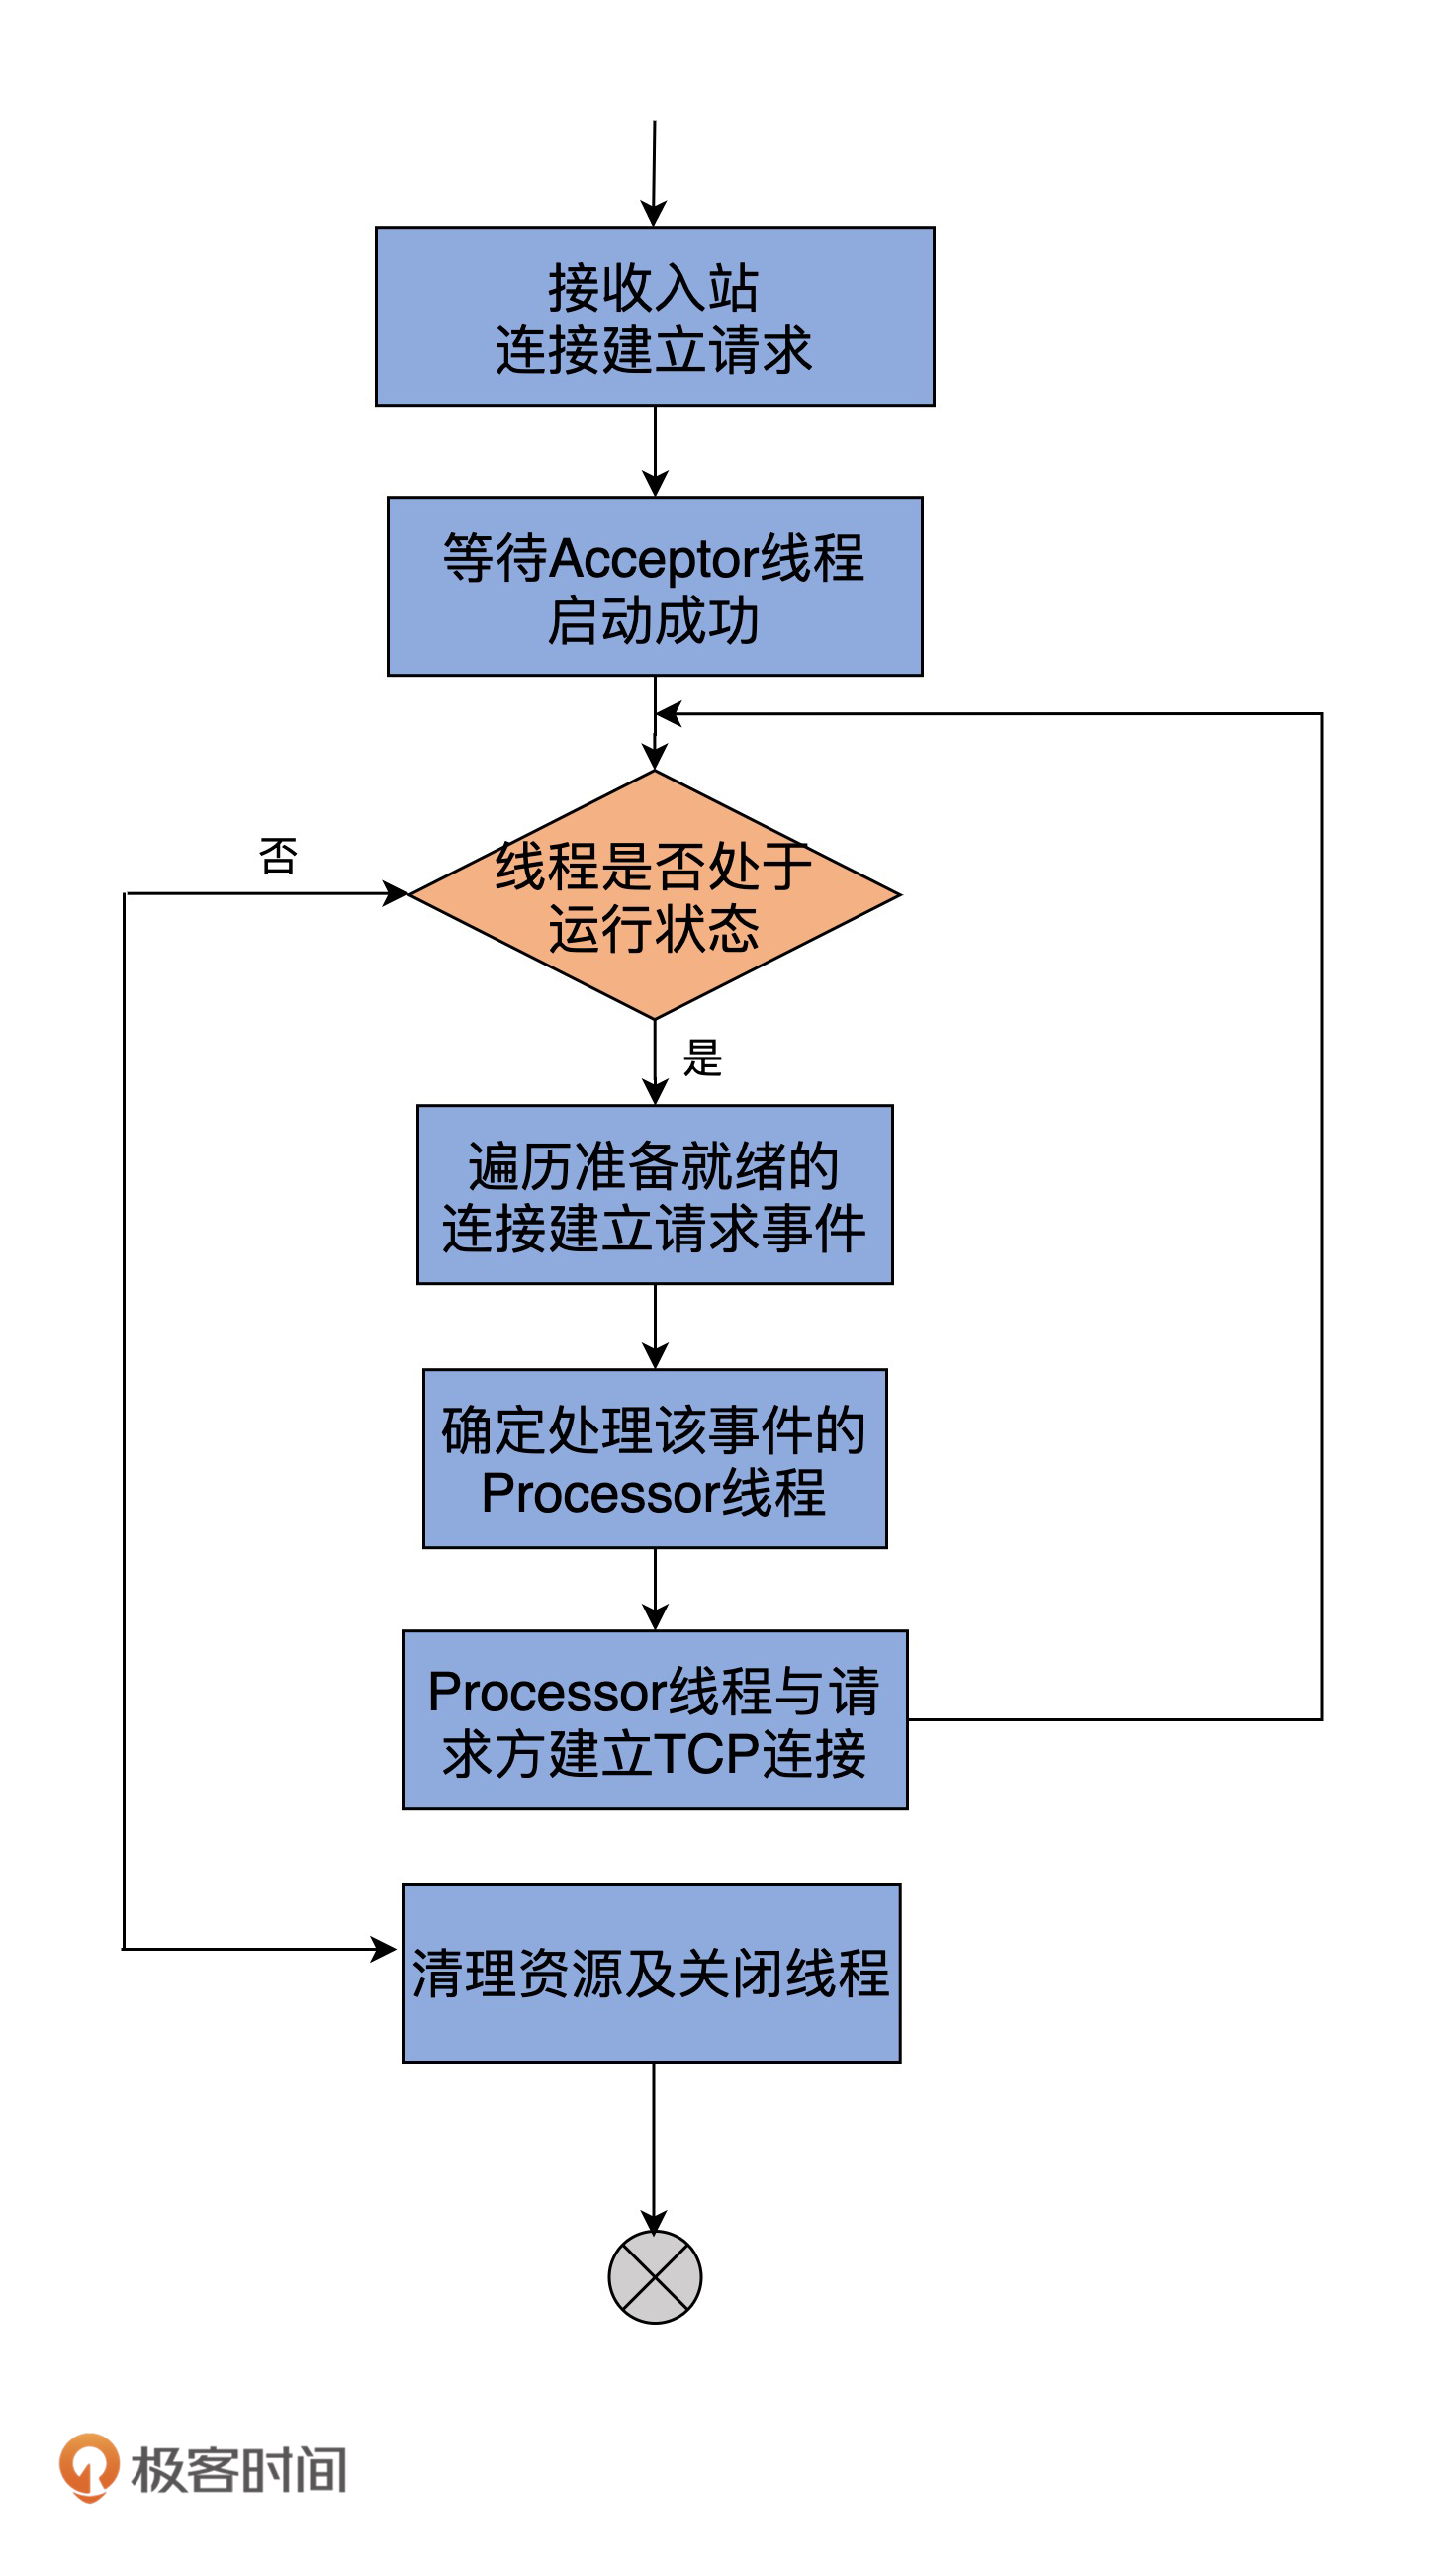 接收入站
连接建立请求
等待Acceptor线程
启动成功
否
线程是否处于
运行状态
是
遍历准备就绪的
连接建立请求事件
确定处理该事件的
Processor线程
Processor线程与请
求方建立TCP连接
清理资源及关闭线程
极客时间